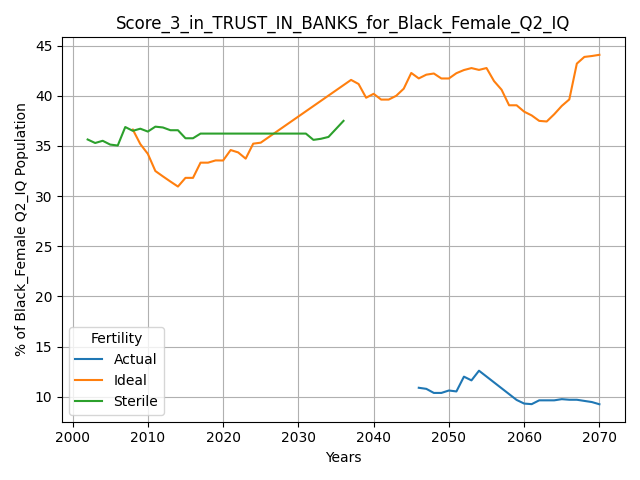 Score_3_in_TRUST_IN_BANKS_for_Black_Female_Q2_IQ
% of Black_Female Q2_IQ Population
45
40
35
30
25
20
15
10
Fertility
Actual
Ideal
Sterile
2000 2010 2020 2030 2040 2050 2060 2070
Years